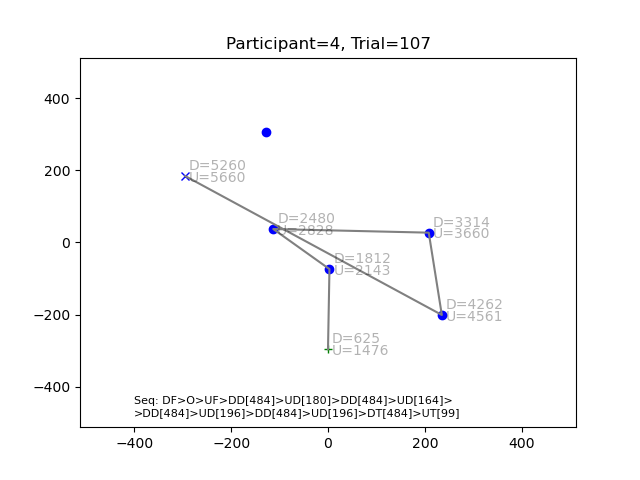 Participant=4, Trial=107
400
200
0
−200
−400
D=5260
U=5660
D=2480
U=2828
D=3314
U=3660
D=1812
U=2143
D=4262
U=4561
D=625
U=1476
Seq: DF>O>UF>DD[484]>UD[180]>DD[484]>UD[164]>
>DD[484]>UD[196]>DD[484]>UD[196]>DT[484]>UT[99]
−400 −200 0 200 400